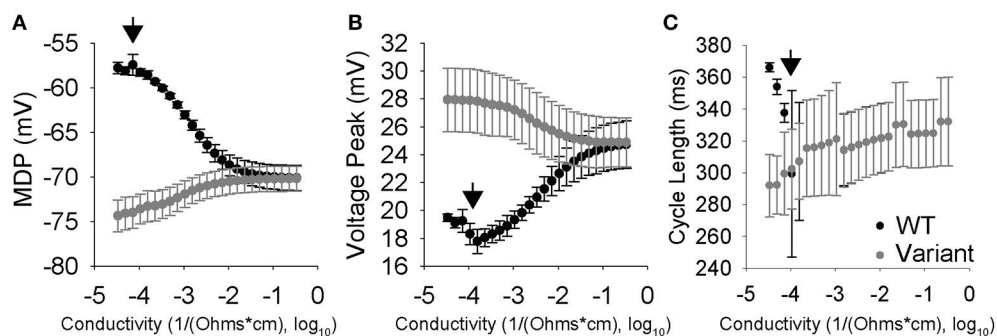 A
B
C
MDP (mV)
-55
-60
-65
-70
-75
-80
-5 -4 -3 -2 -1 0
Conductivity (1/(Ohms*cm), log10)
Voltage Peak (mV)
32
30
28
26
24
22
20
18
16
-5 -4 -3 -2 -1 0
Conductivity (1/(Ohms*cm), log10)
Cycle Length (ms)
380
360
340
320
300
280
260
240
WT
Variant
-5 -4 -3 -2 -1 0
Conductivity (1/(Ohms*cm), log10)